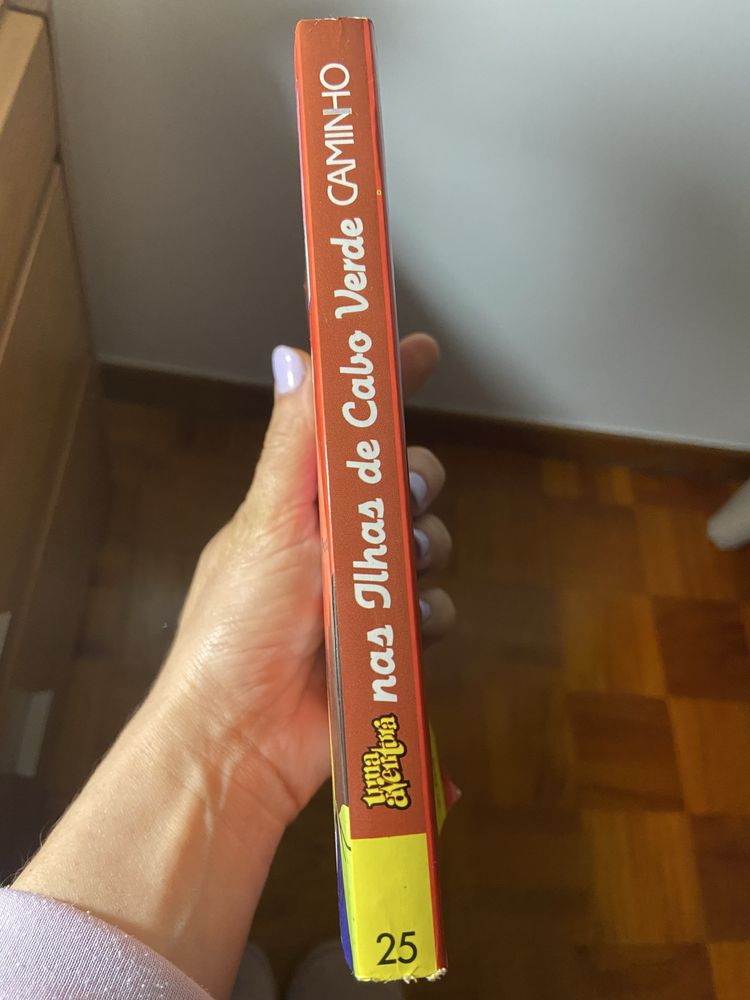 25
uma
aventura
nas Ilhas de Cabo Verde
CAMINHO